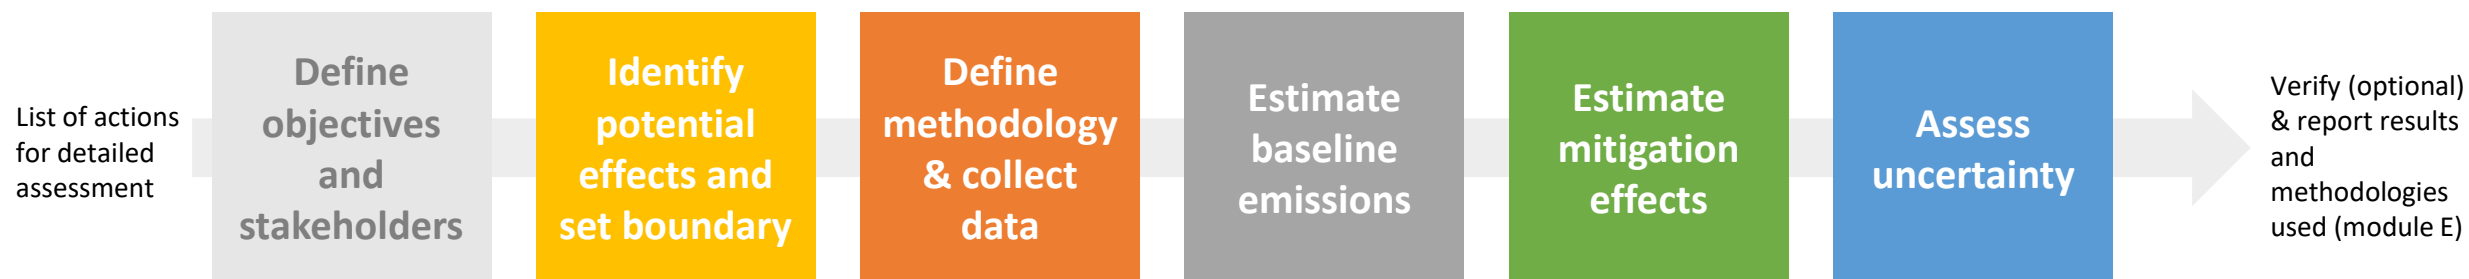 List of actions
for detailed
assessment
Define
objectives
and
stakeholders
Identify
potential
effects and
set boundary
Define
methodology
& collect
data
Estimate
baseline
emissions
Estimate
mitigation
effects
Assess
uncertainty
Verify (optional)
& report results
and
methodologies
used (module E)